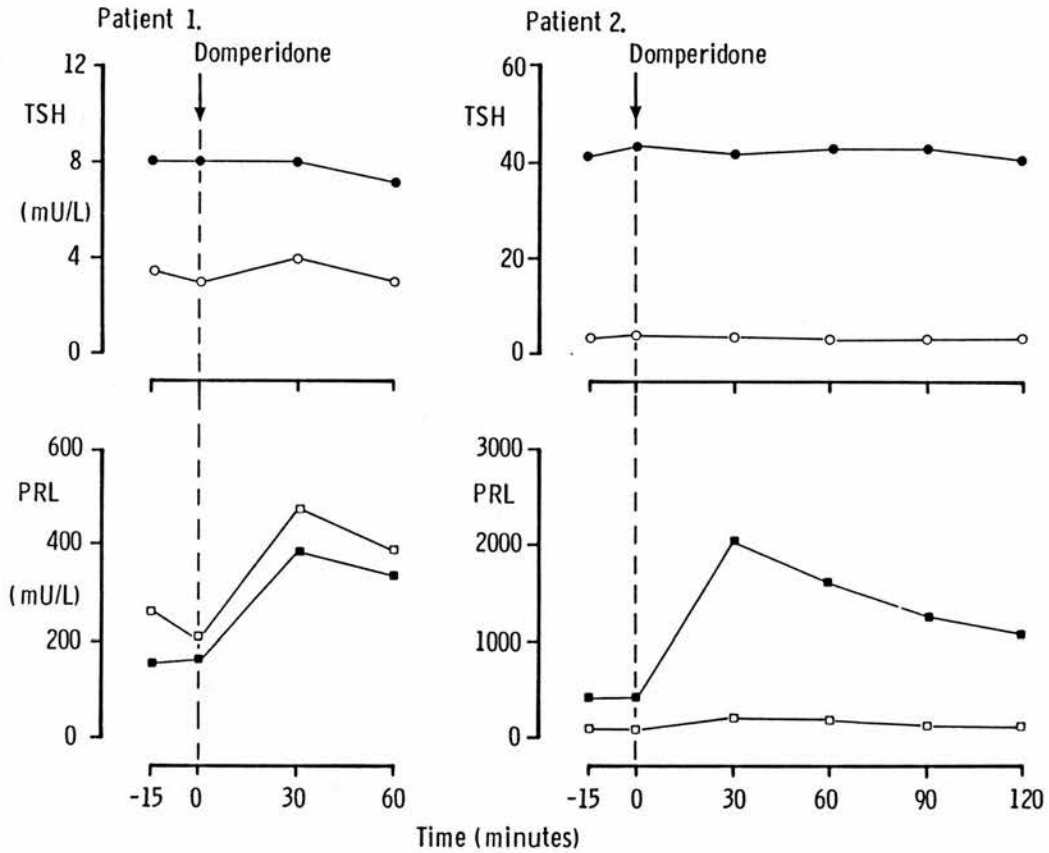 Patient 1.
Domperidone
12
TSH
8
(mU/L)
4
0
Patient 2.
Domperidone
60
TSH
40
20
0
600
PRL
400
(mU/L)
200
0
-15 0 30 60
3000
PRL
2000
1000
0
-15 0 30 60 90 120
Time (minutes)